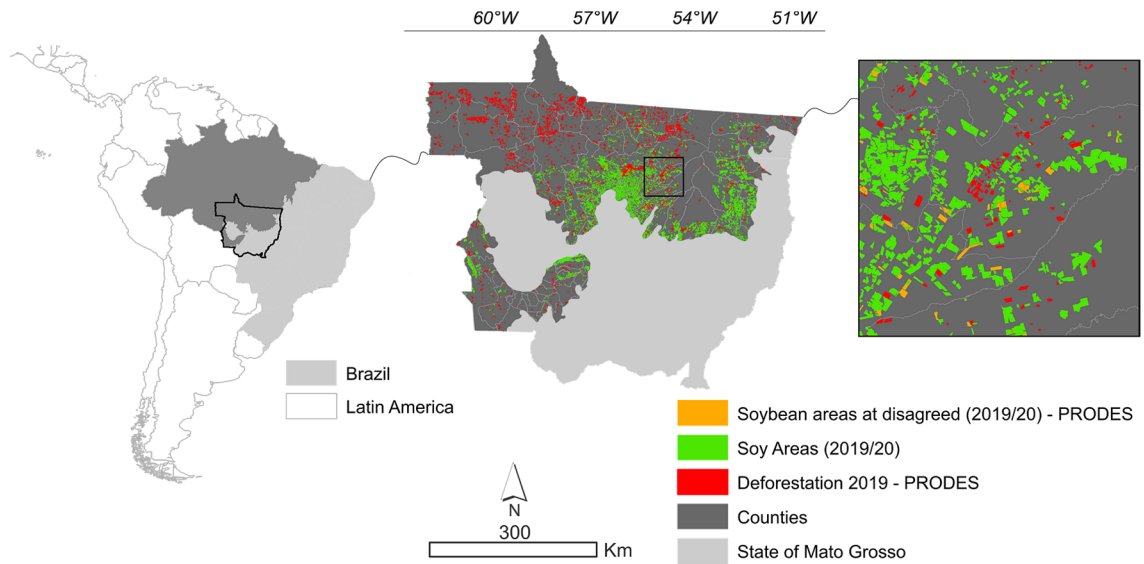 60°W 57°W 54°W 51°W
Brazil
Latin America
N
300
Km
Soybean areas at disagreed (2019/20) - PRODES
Soy Areas (2019/20)
Deforestation 2019 - PRODES
Counties
State of Mato Grosso